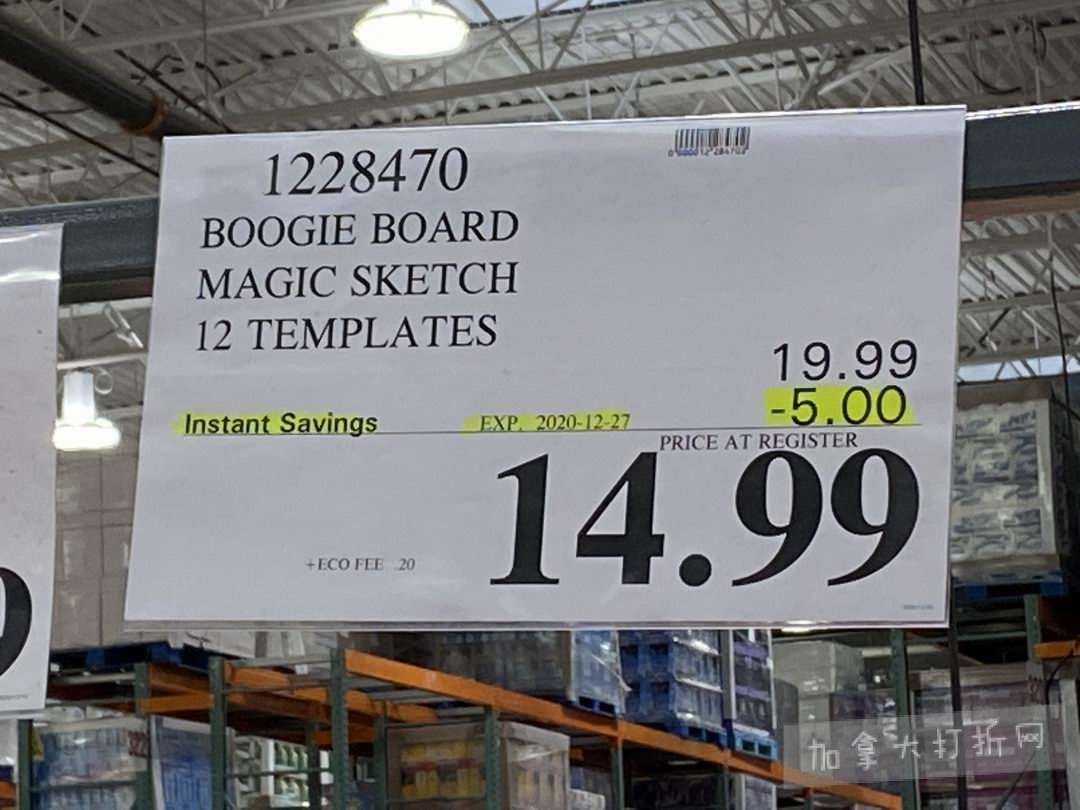 1228470
BOOGIE BOARD
MAGIC SKETCH
12 TEMPLATES
19.99
Instant Savings EXP. 2020-12-27 -5.00
PRICE AT REGISTER
14.99
+ECO FEE .20
9
加拿大打折网